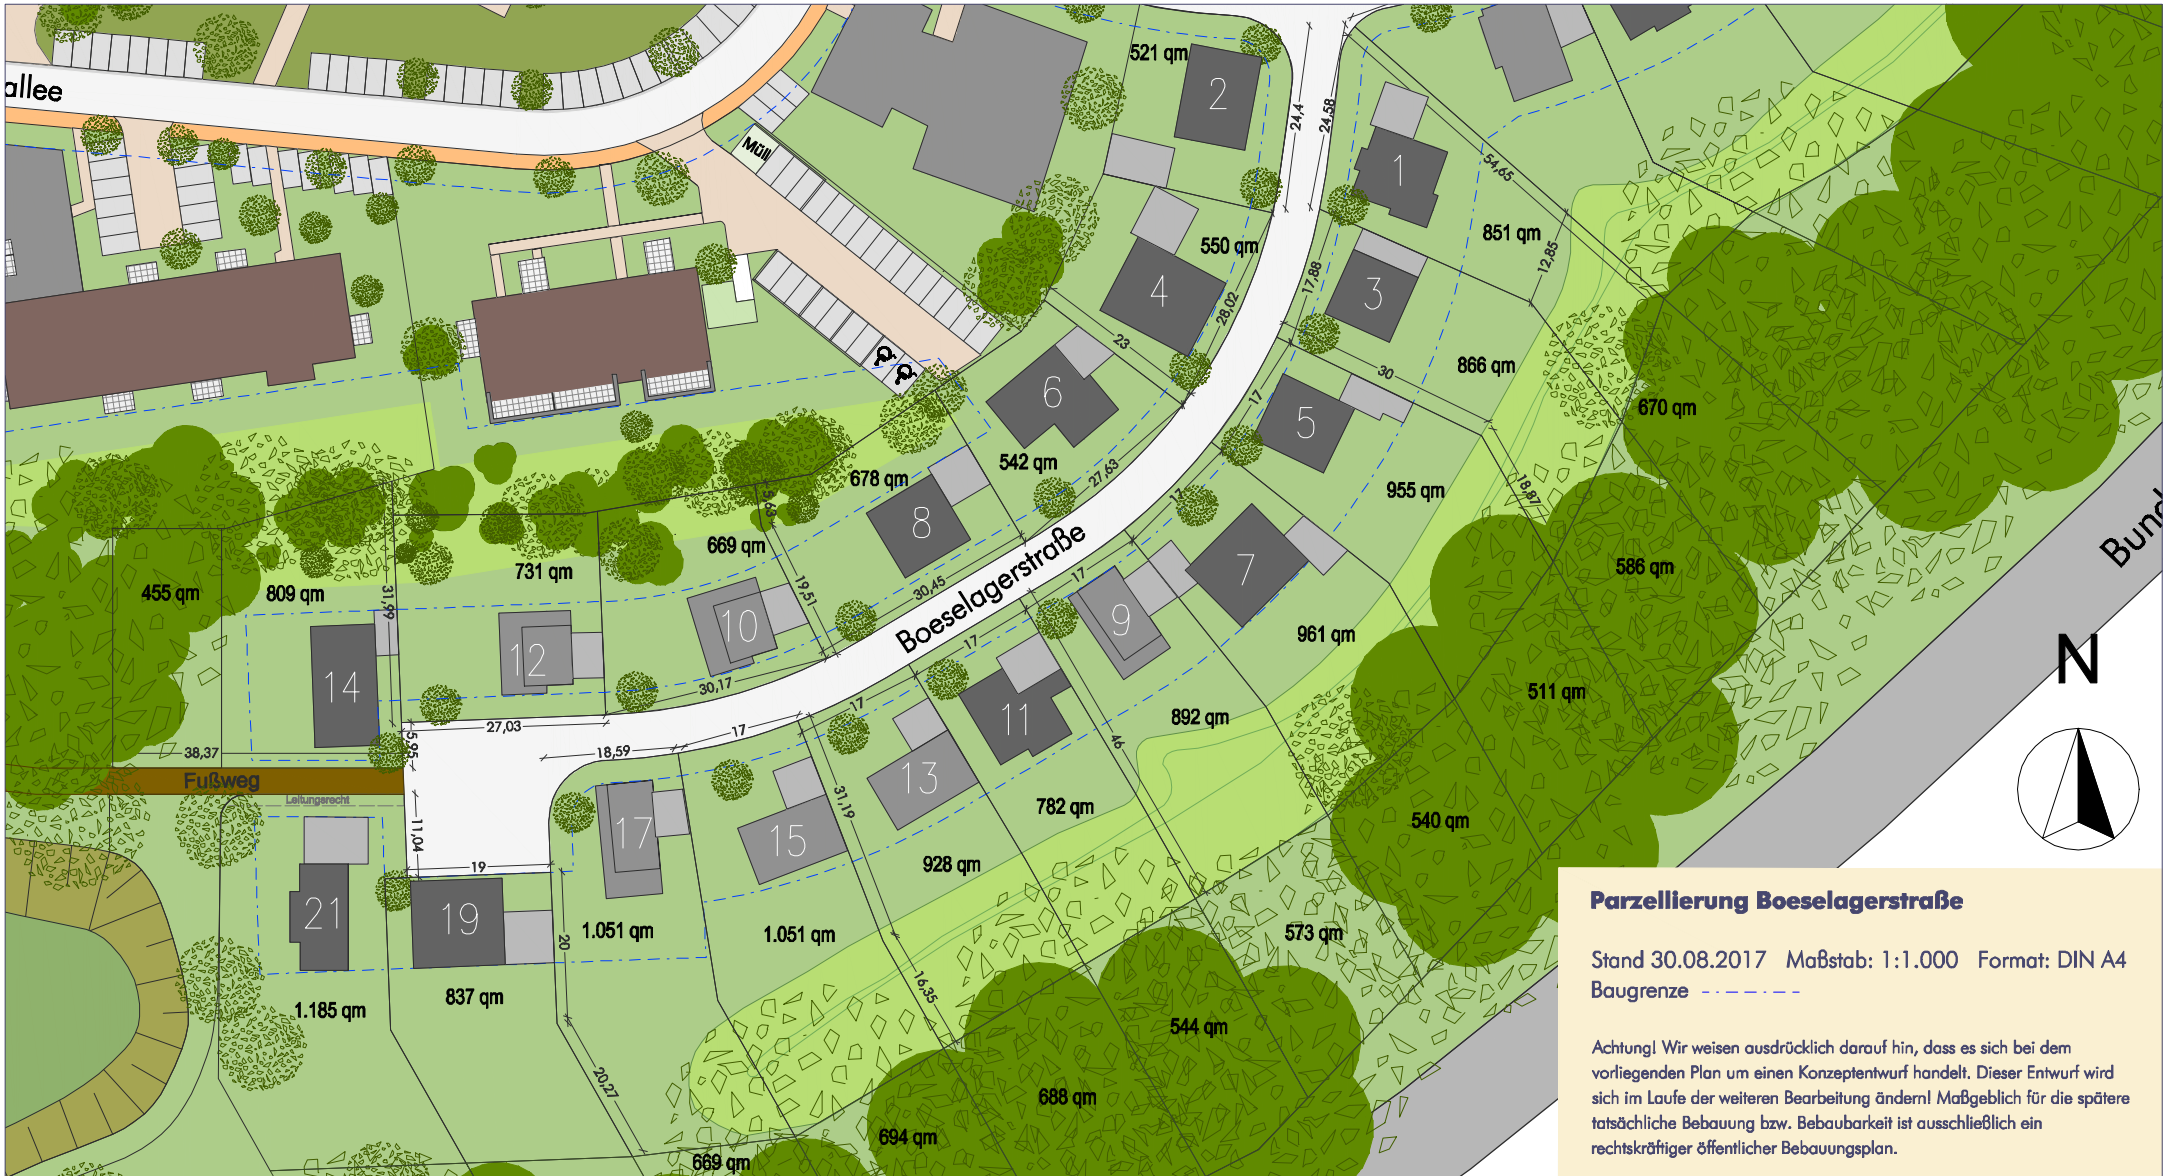 allee
521 qm
2
24,4
24,58
Müll
1
54,65
851 qm
12,85
550 qm
4
17,88
3
28,02
23
30
866 qm
6
17
5
670 qm
678 qm
542 qm
27,63
955 qm
18,87
17
5,63
8
669 qm
7
586 qm
Bund
731 qm
455 qm
809 qm
31,99
19,51
30,45
Boeselagerstraße
17
9
10
12
14
961 qm
N
17
30,17
11
511 qm
892 qm
46
27,03
5,95
18,59
17
17
38,37
Fußweg
Leitungsrecht
13
31,19
782 qm
540 qm
11,04
17
15
928 qm
19
21
19
20
1.051 qm
1.051 qm
573 qm
16,35
1.185 qm
837 qm
544 qm
20,27
688 qm
694 qm
669 qm
Parzellierung Boeselagerstraße
Stand 30.08.2017 Maßstab: 1:1.000 Format: DIN A4
Baugrenze
Achtung! Wir weisen ausdrücklich darauf hin, dass es sich bei dem
vorliegenden Plan um einen Konzeptentwurf handelt. Dieser Entwurf wird
sich im Laufe der weiteren Bearbeitung ändern! Maßgeblich für die spätere
tatsächliche Bebauung bzw. Bebaubarkeit ist ausschließlich ein
rechtskräftiger öffentlicher Bebauungsplan.